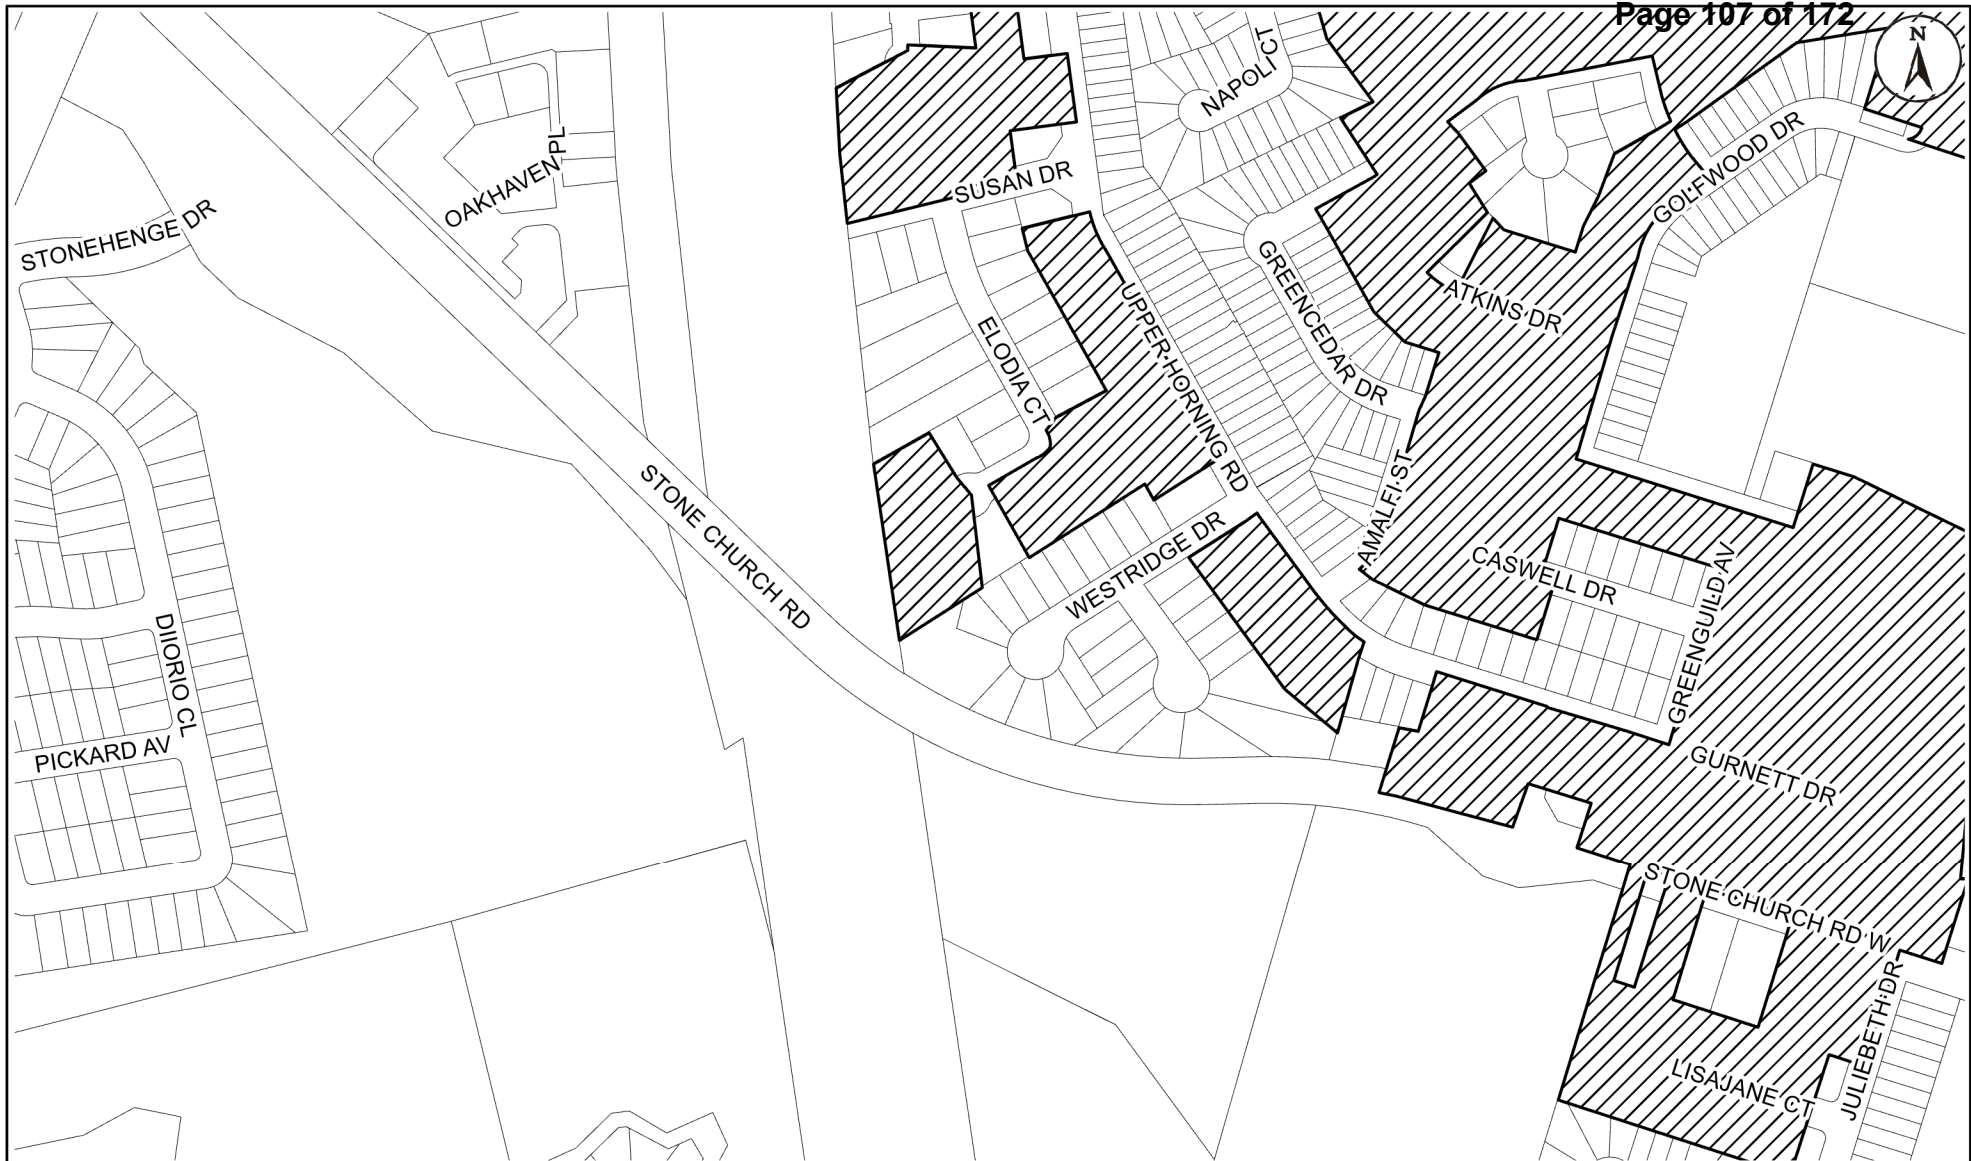 Page 107 of 172
N
NAPOLI CT
OAKHAVEN PL
SUSAN DR
GOLFWOOD DR
STONEHENGE DR
GREENCEDAR DR
ATKINS DR
UPPER HORNING RD
ELODIA CT
STONE CHURCH RD
AMALFI ST
WESTRIDGE DR
CASWELL DR
GREENGUILD AV
DIIORIO CL
PICKARD AV
GURNETT DR
STONE CHURCH RD W
JULIEBETH DR
LISAJANE CT